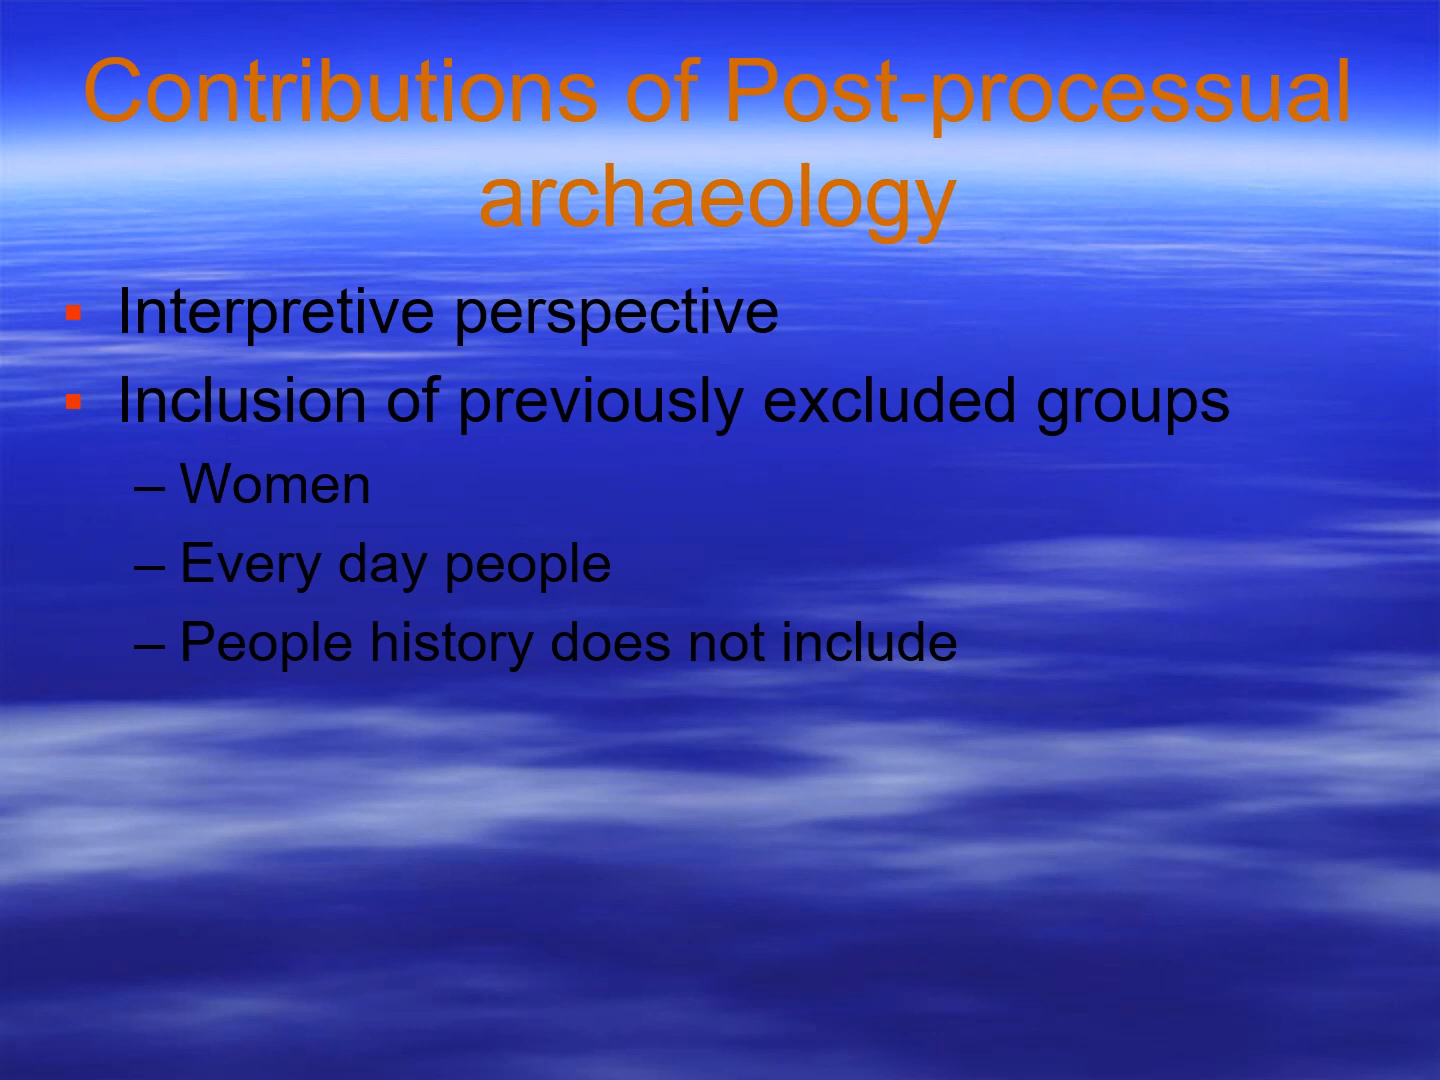 Contributions of Post-processual
archaeology
▪ Interpretive perspective
▪ Inclusion of previously excluded groups
– Women
– Every day people
– People history does not include